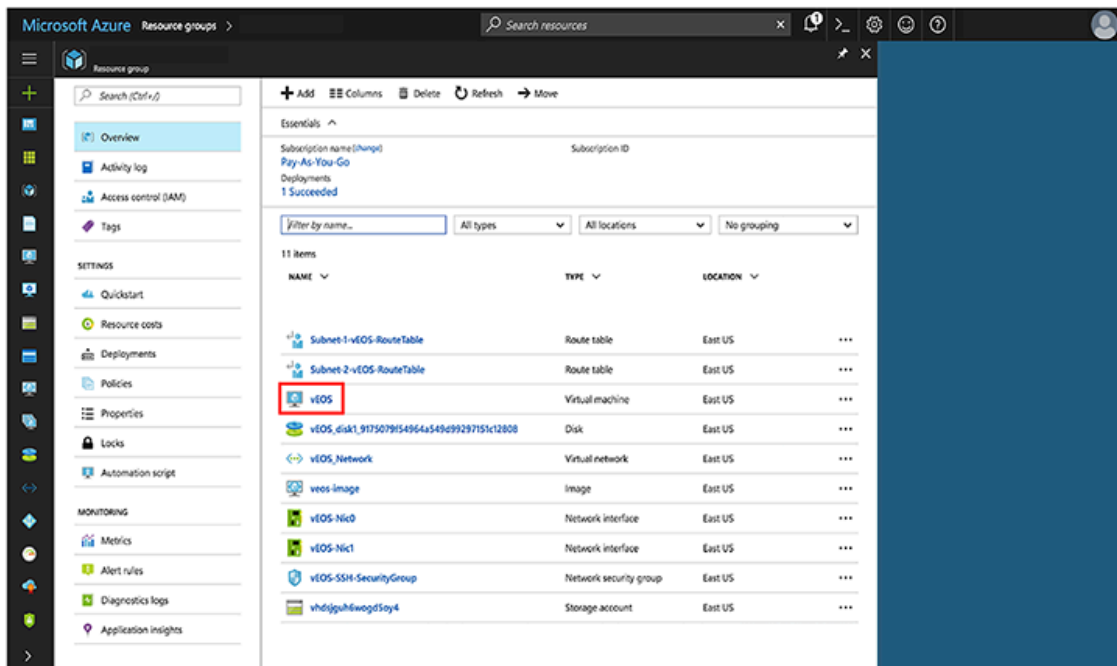 Microsoft Azure Resource groups > Search resources × 1
Resource group
Search (Ctrl+/)
Overview
Activity log
Access control (IAM)
Tags
SETTINGS
Quickstart
Resource costs
Deployments
Policies
Properties
Locks
Automation script
MONITORING
Metrics
Alert rules
Diagnostics logs
Application insights
Add Columns Delete Refresh Move
Essentials
Subscription name (change) Subscription ID
Pay-As-You-Go
Deployments
1 Succeeded
Filter by name... All types All locations No grouping
11 items
NAME TYPE LOCATION
Subnet-1-vEOS-RouteTable Route table East US ...
Subnet-2-vEOS-RouteTable Route table East US ...
vEOS Virtual machine East US ...
vEOS_disk1_9175079f54964a549d99297151c12808 Disk East US ...
vEOS_Network Virtual network East US ...
veos-image Image East US ...
vEOS-Nic0 Network interface East US ...
vEOS-Nic1 Network interface East US ...
vEOS-SSH-SecurityGroup Network security group East US ...
vhdsjguh6wogd5oy4 Storage account East US ...